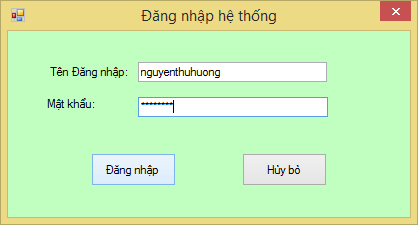 Đăng nhập hệ thống
Tên Đăng nhập: nguyenthuhuong
Mật khẩu: ********
Đăng nhập Hủy bỏ